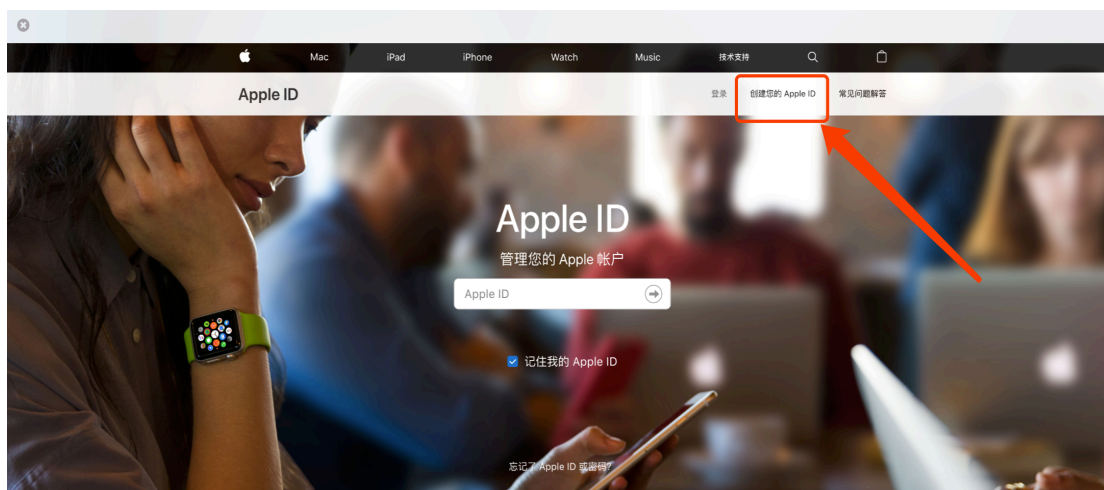 Mac iPad iPhone Watch Music 技术支持
Apple ID 登录 创建您的 Apple ID 常见问题解答
Apple ID
管理您的 Apple 帐户
Apple ID
记住我的 Apple ID
忘记了 Apple ID 或密码?